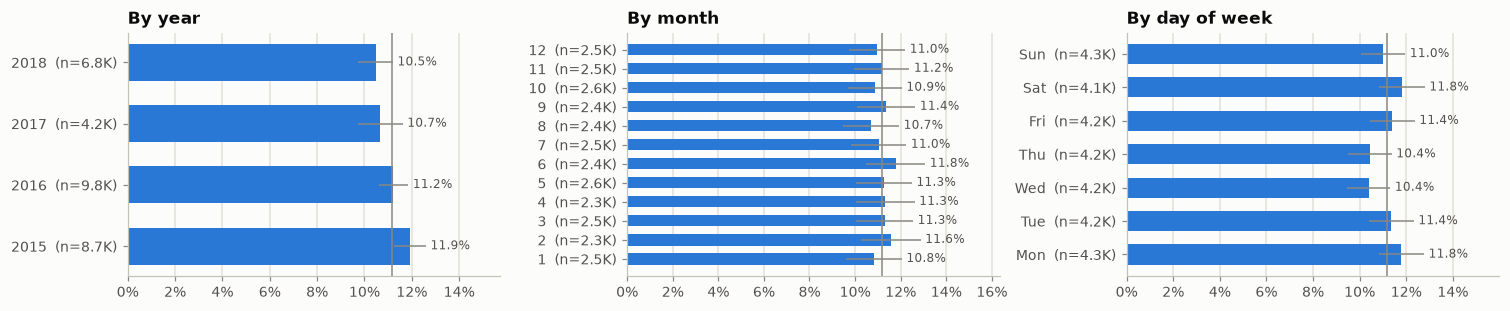 By year
2018 (n=6.8K) 10.5%
2017 (n=4.2K) 10.7%
2016 (n=9.8K) 11.2%
2015 (n=8.7K) 11.9%
0% 2% 4% 6% 8% 10% 12% 14%
By month
12 (n=2.5K) 11.0%
11 (n=2.5K) 11.2%
10 (n=2.6K) 10.9%
9 (n=2.4K) 11.4%
8 (n=2.4K) 10.7%
7 (n=2.5K) 11.0%
6 (n=2.4K) 11.8%
5 (n=2.6K) 11.3%
4 (n=2.3K) 11.3%
3 (n=2.5K) 11.3%
2 (n=2.3K) 11.6%
1 (n=2.5K) 10.8%
0% 2% 4% 6% 8% 10% 12% 14% 16%
By day of week
Sun (n=4.3K) 11.0%
Sat (n=4.1K) 11.8%
Fri (n=4.2K) 11.4%
Thu (n=4.2K) 10.4%
Wed (n=4.2K) 10.4%
Tue (n=4.2K) 11.4%
Mon (n=4.3K) 11.8%
0% 2% 4% 6% 8% 10% 12% 14%